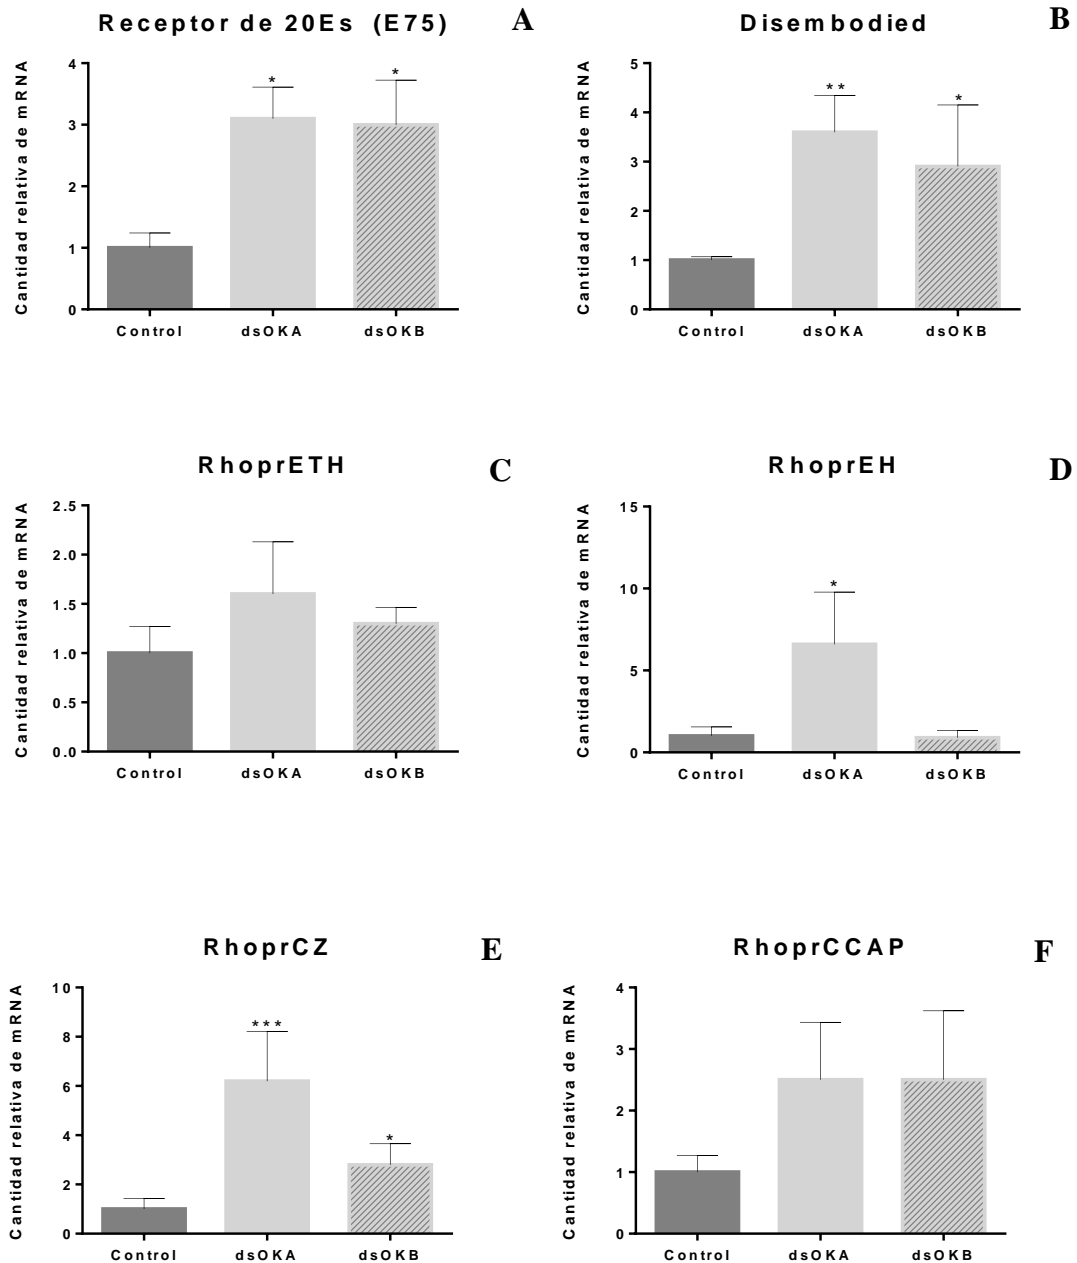 Receptor de 20Es (E75)
A
Cantidad relativa de mRNA
4
3
2
1
0
*
*
Control
dsOKA
dsOKB
Disembodied
B
Cantidad relativa de mRNA
5
4
3
2
1
0
**
*
Control
dsOKA
dsOKB
RhoprETH
C
Cantidad relativa de mRNA
2.5
2.0
1.5
1.0
0.5
0.0
Control
dsOKA
dsOKB
RhoprEH
D
Cantidad relativa de mRNA
15
10
5
0
*
Control
dsOKA
dsOKB
RhoprCZ
E
Cantidad relativa de mRNA
10
8
6
4
2
0
***
*
Control
dsOKA
dsOKB
RhoprCCAP
F
Cantidad relativa de mRNA
4
3
2
1
0
Control
dsOKA
dsOKB